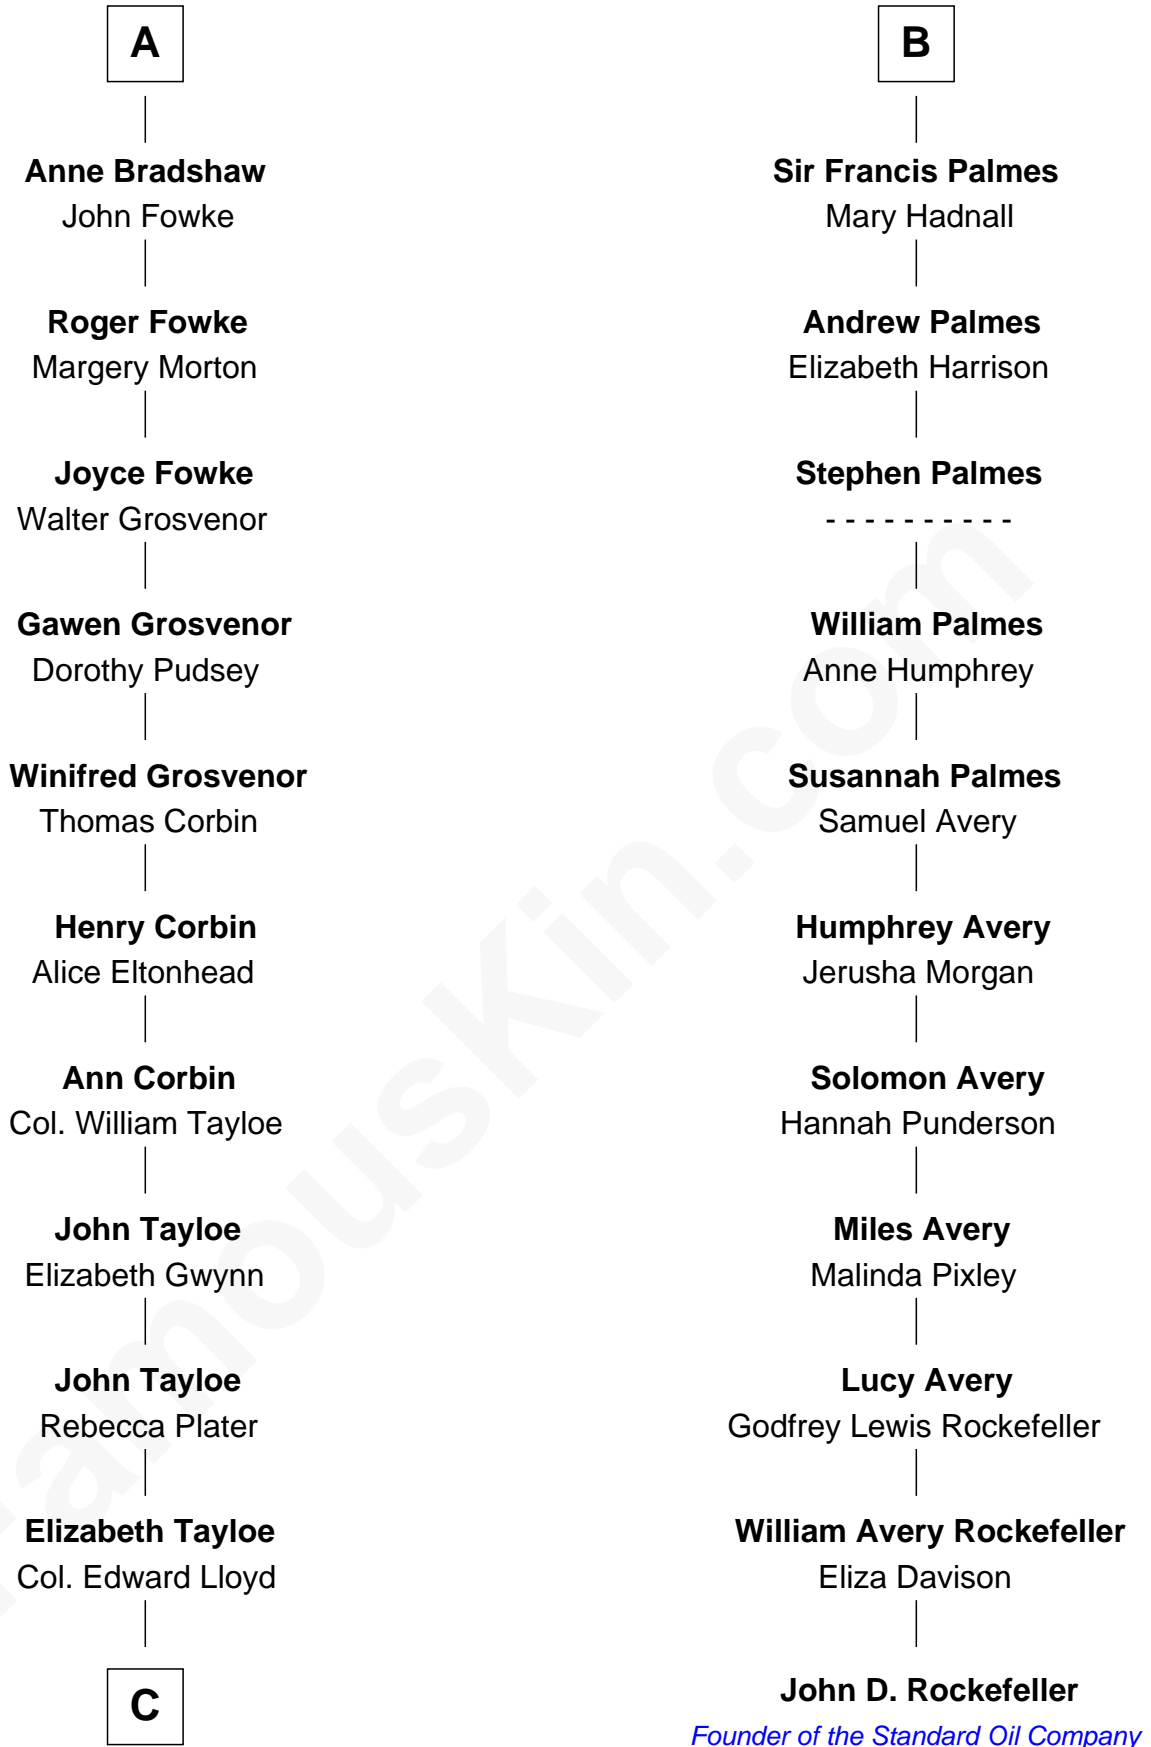 A
Anne Bradshaw
John Fowke
Roger Fowke
Margery Morton
Joyce Fowke
Walter Grosvenor
Gawen Grosvenor
Dorothy Pudsey
Winifred Grosvenor
Thomas Corbin
Henry Corbin
Alice Eltonhead
Ann Corbin
Col. William Tayloe
John Tayloe
Elizabeth Gwynn
John Tayloe
Rebecca Plater
Elizabeth Tayloe
Col. Edward Lloyd
C
B
Sir Francis Palmes
Mary Hadnall
Andrew Palmes
Elizabeth Harrison
Stephen Palmes
- - - - - - - - - -
William Palmes
Anne Humphrey
Susannah Palmes
Samuel Avery
Humphrey Avery
Jerusha Morgan
Solomon Avery
Hannah Punderson
Miles Avery
Malinda Pixley
Lucy Avery
Godfrey Lewis Rockefeller
William Avery Rockefeller
Eliza Davison
John D. Rockefeller
Founder of the Standard Oil Company
FamousKin.com